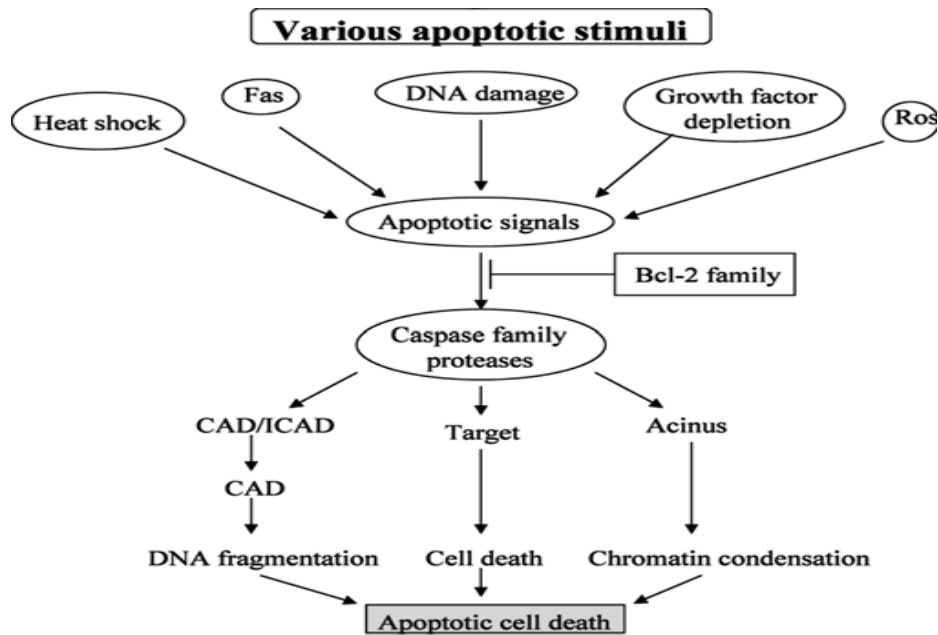 Various apoptotic stimuli
Heat shock
Fas
DNA damage
Growth factor
depletion
Ros
Apoptotic signals
Bcl-2 family
Caspase family
proteases
CAD/ICAD
Target
Acinus
CAD
DNA fragmentation
Cell death
Chromatin condensation
Apoptotic cell death